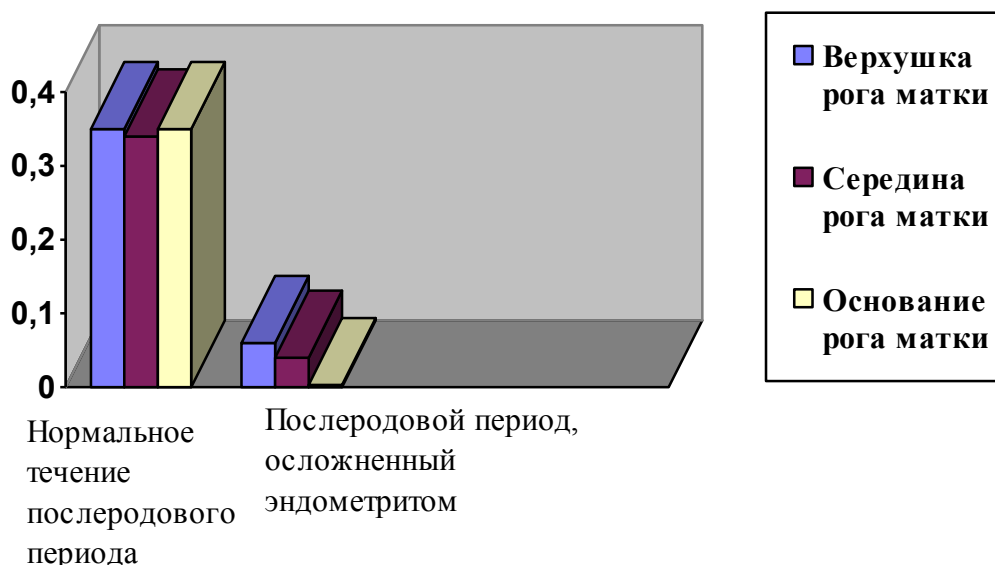 0,4
0,3
0,2
0,1
0
Нормальное
течение
послеродового
периода
Послеродовой период,
осложненный
эндометритом
Верхушка
рога матки
Середина
рога матки
Основание
рога матки